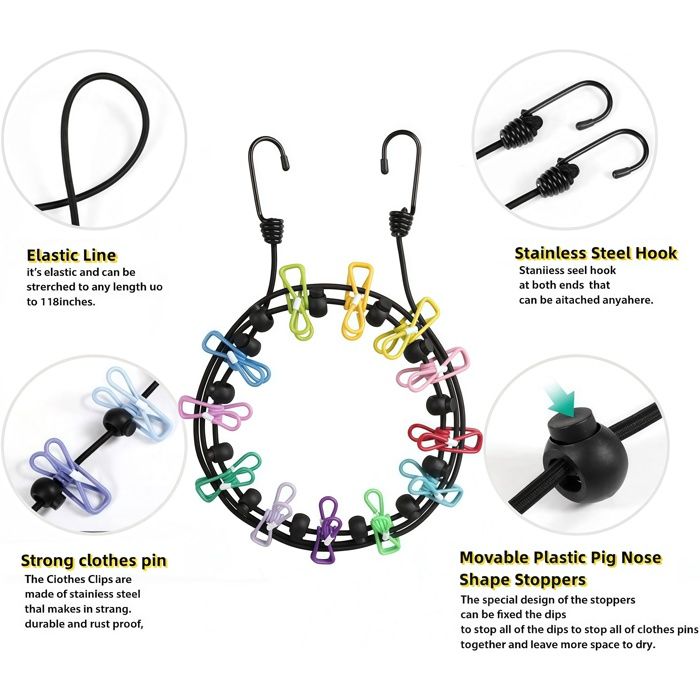 Elastic Line
it's elastic and can be
strerched to any length uo
to 118inches.
Stainless Steel Hook
Staniiess seel hook
at both ends that
can be aitached anyahere.
Strong clothes pin
The Clothes Clips are
made of stainless steel
that makes in strang.
durable and rust proof,
Movable Plastic Pig Nose
Shape Stoppers
The special design of the stoppers
can be fixed the dips
to stop all of the dips to stop all of clothes pins
together and leave more space to dry.